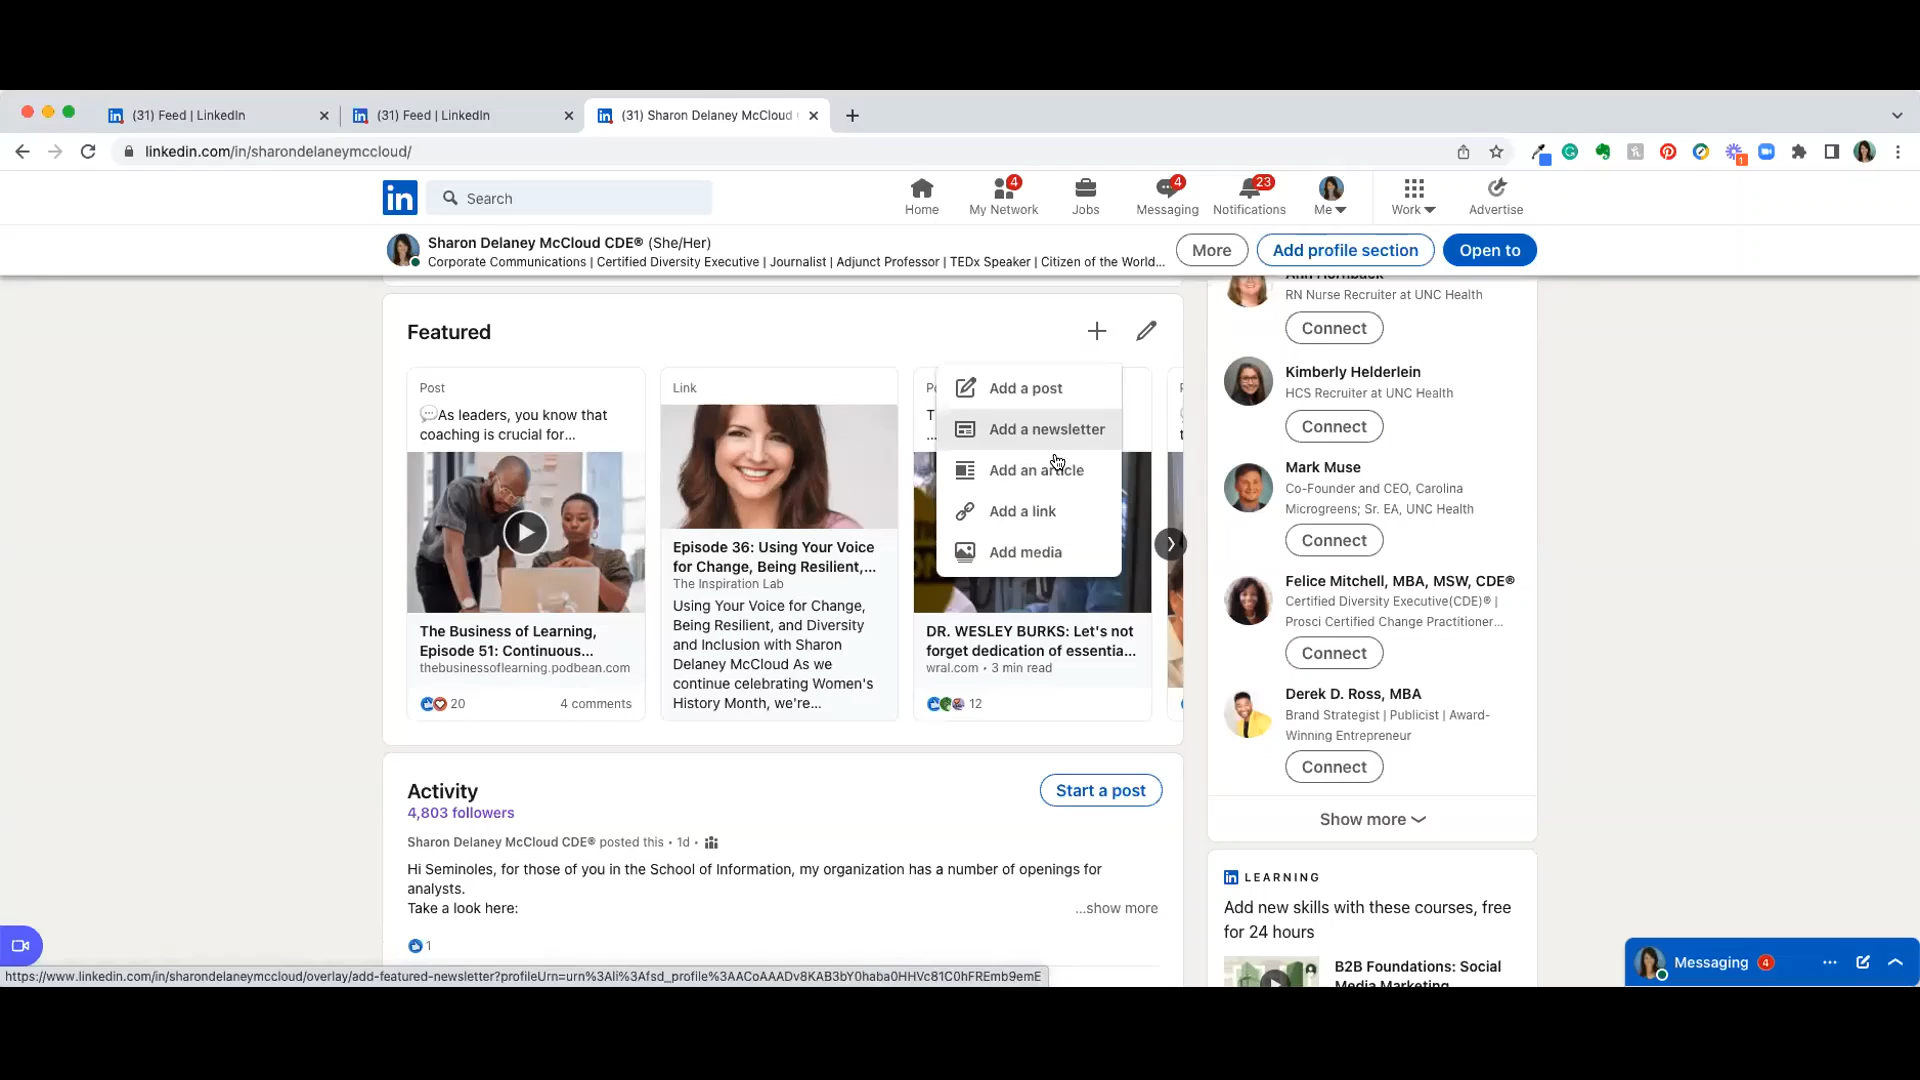 (31) Feed | LinkedIn
(31) Feed | LinkedIn
(31) Sharon Delaney McCloud
linkedin.com/in/sharondelaneymccloud/
1
in
Search
Home
4
My Network
Jobs
4
Messaging
23
Notifications
Me
Work
Advertise
Sharon Delaney McCloud CDE® (She/Her)
Corporate Communications | Certified Diversity Executive | Journalist | Adjunct Professor | TEDx Speaker | Citizen of the World...
More
Add profile section
Open to
Featured
Post
💬As leaders, you know that
coaching is crucial for...
The Business of Learning,
Episode 51: Continuous...
thebusinessoflearning.podbean.com
20
4 comments
Link
Episode 36: Using Your Voice
for Change, Being Resilient,...
The Inspiration Lab
Using Your Voice for Change,
Being Resilient, and Diversity
and Inclusion with Sharon
Delaney McCloud As we
continue celebrating Women's
History Month, we're...
Add a post
Add a newsletter
Add an article
Add a link
Add media
DR. WESLEY BURKS: Let's not
forget dedication of essentia...
wral.com • 3 min read
12
Activity
4,803 followers
Start a post
Sharon Delaney McCloud CDE® posted this • 1d •
Hi Seminoles, for those of you in the School of Information, my organization has a number of openings for
analysts.
Take a look here:
...show more
1
https://www.linkedin.com/in/sharondelaneymccloud/overlay/add-featured-newsletter?profileUrn=urn%3Ali%3Afsd_profile%3AACoAAADv8KAB3bY0haba0HHVc81C0hFREmb9emE
Ann Hornback
RN Nurse Recruiter at UNC Health
Connect
Kimberly Helderlein
HCS Recruiter at UNC Health
Connect
Mark Muse
Co-Founder and CEO, Carolina
Microgreens; Sr. EA, UNC Health
Connect
Felice Mitchell, MBA, MSW, CDE®
Certified Diversity Executive(CDE)® |
Prosci Certified Change Practitioner...
Connect
Derek D. Ross, MBA
Brand Strategist | Publicist | Award-
Winning Entrepreneur
Connect
Show more
in LEARNING
Add new skills with these courses, free
for 24 hours
B2B Foundations: Social
Media Marketing
Messaging 4